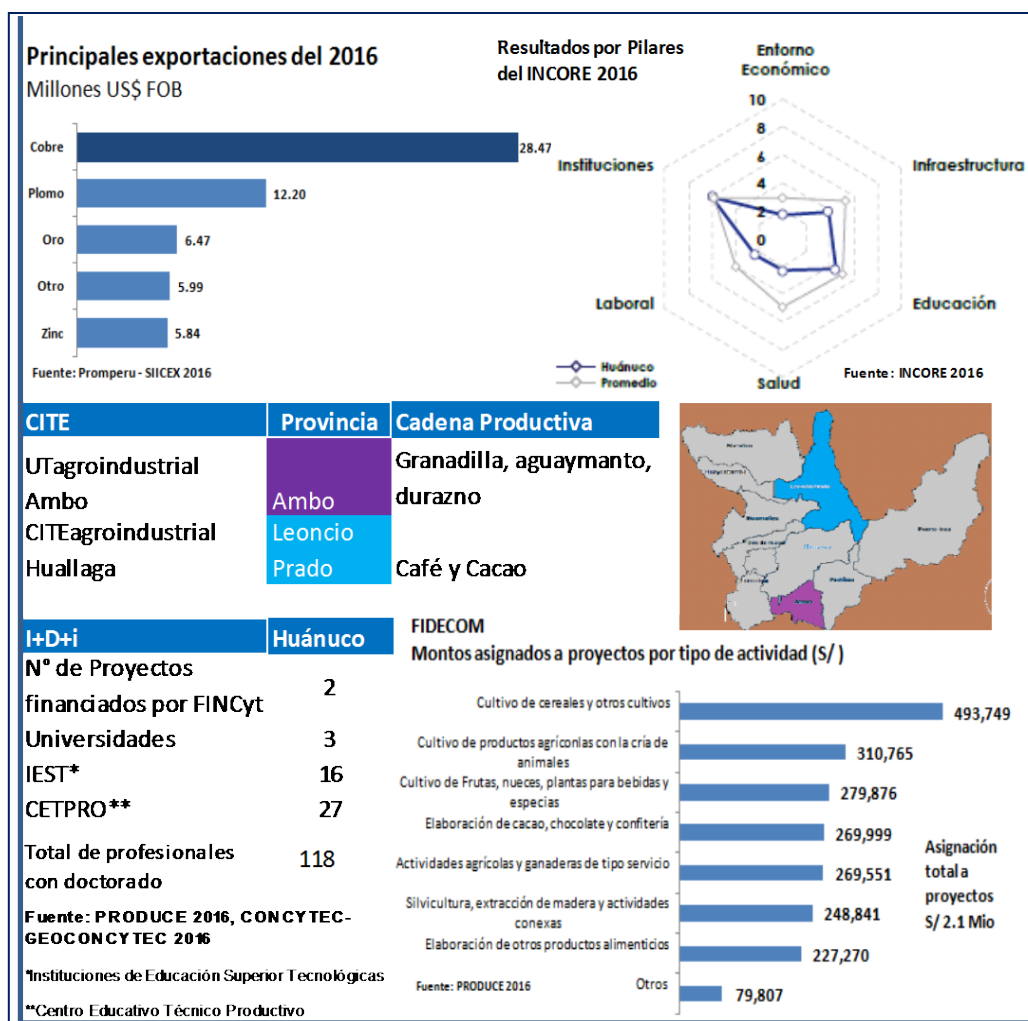 Principales exportaciones del 2016
Millones US$ FOB
Cobre
28.47
Plomo
12.20
Oro
6.47
Otro
5.99
Zinc
5.84
Fuente: Promperu - SIICEX 2016
Resultados por Pilares
del INCORE 2016
Entorno
Económico
10
8
6
4
2
0
Instituciones
Infraestructura
Laboral
Educación
Salud
Huánuco
Promedio
Fuente: INCORE 2016
CITE Provincia Cadena Productiva
UTagroindustrial
Ambo
Ambo
Granadilla, aguaymanto,
durazno
CITEagroindustrial
Huallaga
Leoncio
Prado
Café y Cacao
I+D+i Huánuco
N° de Proyectos
financiados por FINCyt
2
Universidades 3
IEST* 16
CETPRO** 27
Total de profesionales
con doctorado
118
Fuente: PRODUCE 2016, CONCYTEC-
GEOCONCYTEC 2016
*Instituciones de Educación Superior Tecnológicas
**Centro Educativo Técnico Productivo
FIDECOM
Montos asignados a proyectos por tipo de actividad (S/ )
Cultivo de cereales y otros cultivos
493,749
Cultivo de productos agríconlas con la cría de
animales
310,765
Cultivo de Frutas, nueces, plantas para bebidas y
especias
279,876
Elaboración de cacao, chocolate y confitería
269,999
Actividades agrícolas y ganaderas de tipo servicio
269,551
Silvicultura, extracción de madera y actividades
conexas
248,841
Elaboración de otros productos alimenticios
227,270
Otros
79,807
Asignación
total a
proyectos
S/ 2.1 Mio
Fuente: PRODUCE 2016